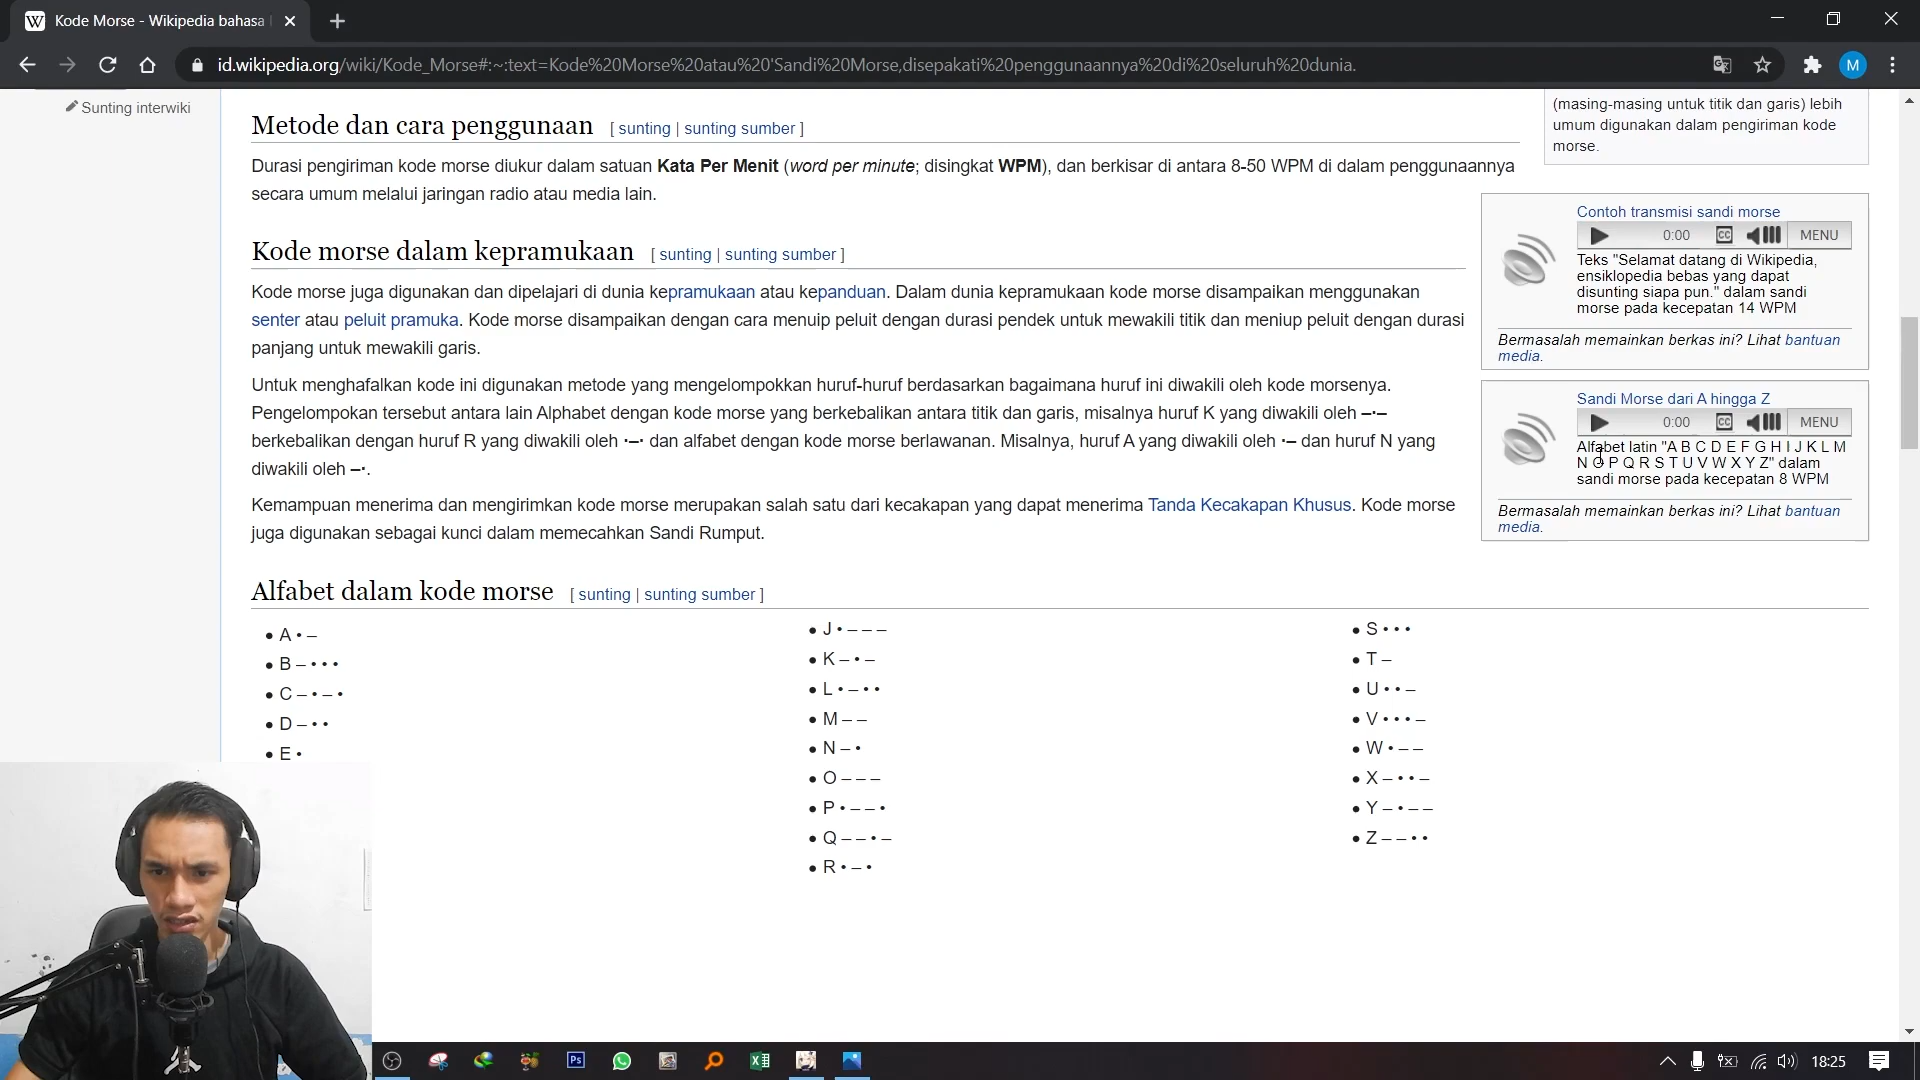 Kode Morse - Wikipedia bahasa I
id.wikipedia.org/wiki/Kode_Morse#:~:text=Kode%20Morse%20atau%20'Sandi%20Morse,disepakati%20penggunaannya%20di%20seluruh%20dunia.
M
Sunting interwiki
Metode dan cara penggunaan [ sunting | sunting sumber ]
Durasi pengiriman kode morse diukur dalam satuan Kata Per Menit (word per minute; disingkat WPM), dan berkisar di antara 8-50 WPM di dalam penggunaannya
secara umum melalui jaringan radio atau media lain.
Kode morse dalam kepramukaan [ sunting | sunting sumber ]
Kode morse juga digunakan dan dipelajari di dunia kepramukaan atau kepanduan. Dalam dunia kepramukaan kode morse disampaikan menggunakan
senter atau peluit pramuka. Kode morse disampaikan dengan cara menuip peluit dengan durasi pendek untuk mewakili titik dan meniup peluit dengan durasi
panjang untuk mewakili garis.
Untuk menghafalkan kode ini digunakan metode yang mengelompokkan huruf-huruf berdasarkan bagaimana huruf ini diwakili oleh kode morsenya.
Pengelompokan tersebut antara lain Alphabet dengan kode morse yang berkebalikan antara titik dan garis, misalnya huruf K yang diwakili oleh –·–
berkebalikan dengan huruf R yang diwakili oleh ·–· dan alfabet dengan kode morse berlawanan. Misalnya, huruf A yang diwakili oleh ·– dan huruf N yang
diwakili oleh –·.
Kemampuan menerima dan mengirimkan kode morse merupakan salah satu dari kecakapan yang dapat menerima Tanda Kecakapan Khusus. Kode morse
juga digunakan sebagai kunci dalam memecahkan Sandi Rumput.
(masing-masing untuk titik dan garis) lebih
umum digunakan dalam pengiriman kode
morse.
Contoh transmisi sandi morse
0:00 CC MENU
Teks "Selamat datang di Wikipedia,
ensiklopedia bebas yang dapat
disunting siapa pun." dalam sandi
morse pada kecepatan 14 WPM
Bermasalah memainkan berkas ini? Lihat bantuan
media.
Sandi Morse dari A hingga Z
0:00 CC MENU
Alfabet latin "A B C D E F G H I J K L M
N O P Q R S T U V W X Y Z" dalam
sandi morse pada kecepatan 8 WPM
Bermasalah memainkan berkas ini? Lihat bantuan
media.
Alfabet dalam kode morse [ sunting | sunting sumber ]
• A • –
• B – • • •
• C – • – •
• D – • •
• E •
• J • – – –
• K – • –
• L • – • •
• M – –
• N – •
• O – – –
• P • – – •
• Q – – • –
• R • – •
• S • • •
• T –
• U • • –
• V • • • –
• W • – –
• X – • • –
• Y – • – –
• Z – – • •
Ps
18:25